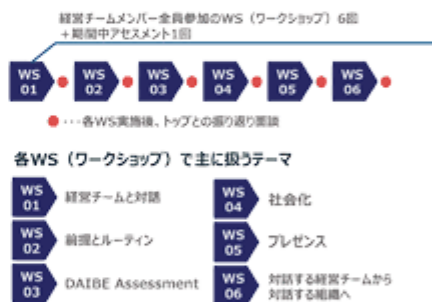 経営チームメンバー全員参加のWS（ワークショップ）6回
＋期間中アセスメント1回
WS 01
WS 02
WS 03
WS 04
WS 05
WS 06
●･･･各WS実施後、トップとの振り返り面談
各WS（ワークショップ）で主に扱うテーマ
WS 01 経営チームと対話
WS 02 前提とルーティン
WS 03 DAIBE Assessment
WS 04 社会化
WS 05 プレゼンス
WS 06 対話する経営チームから
対話する組織へ